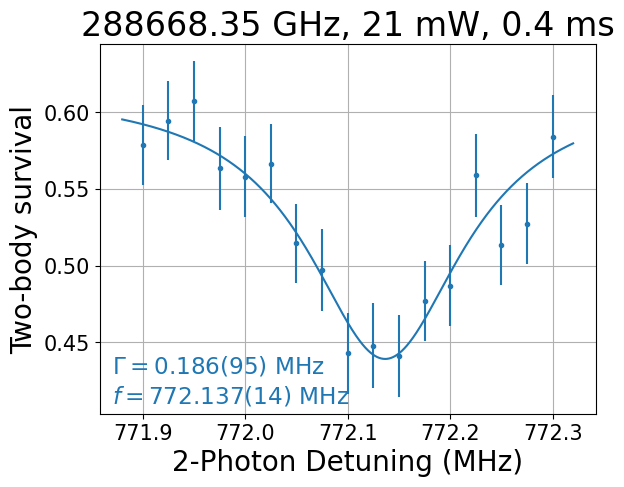 288668.35 GHz, 21 mW, 0.4 ms
Two-body survival
0.60
0.55
0.50
0.45
Γ = 0.186(95) MHz
f = 772.137(14) MHz
771.9 772.0 772.1 772.2 772.3
2-Photon Detuning (MHz)